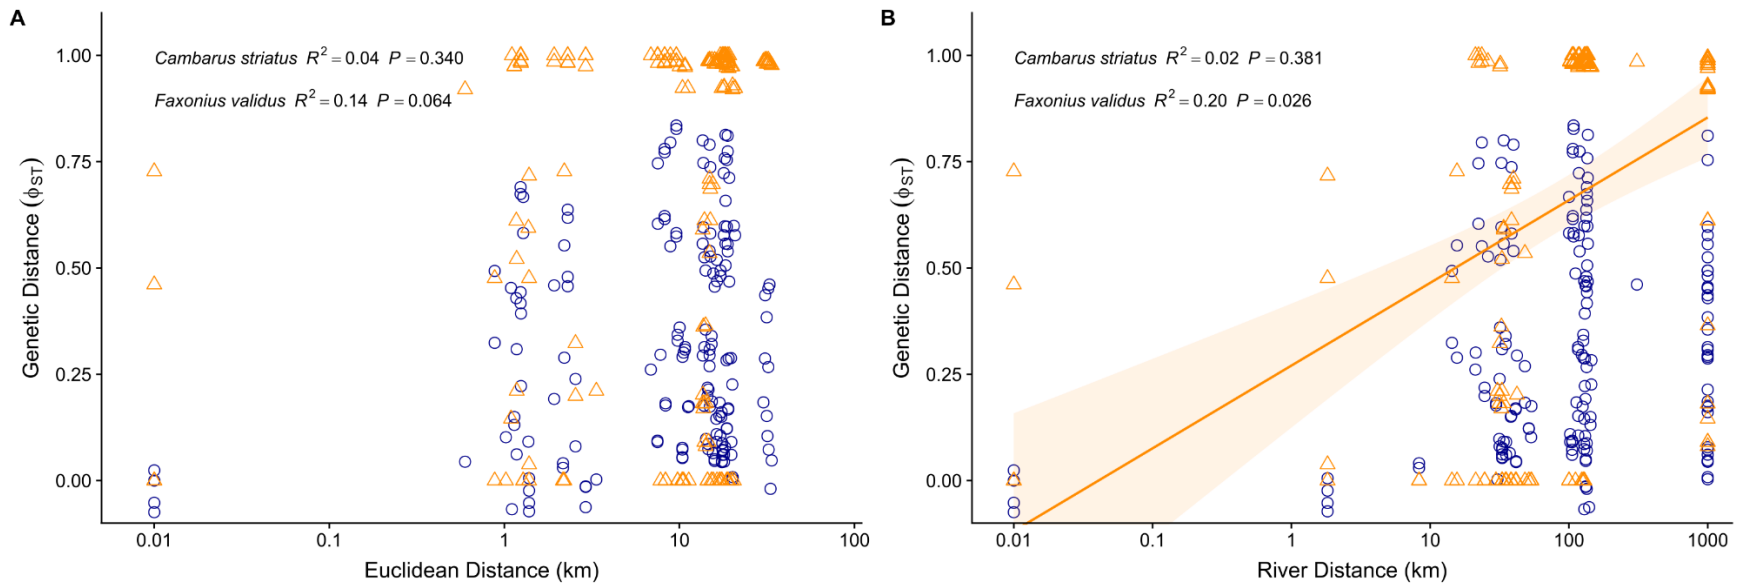 A
Cambarus striatus R² = 0.04 P = 0.340
Faxonius validus R² = 0.14 P = 0.064
Genetic Distance (ϕST)
1.00
0.75
0.50
0.25
0.00
0.01 0.1 1 10 100
Euclidean Distance (km)
B
Cambarus striatus R² = 0.02 P = 0.381
Faxonius validus R² = 0.20 P = 0.026
Genetic Distance (ϕST)
1.00
0.75
0.50
0.25
0.00
0.01 0.1 1 10 100 1000
River Distance (km)